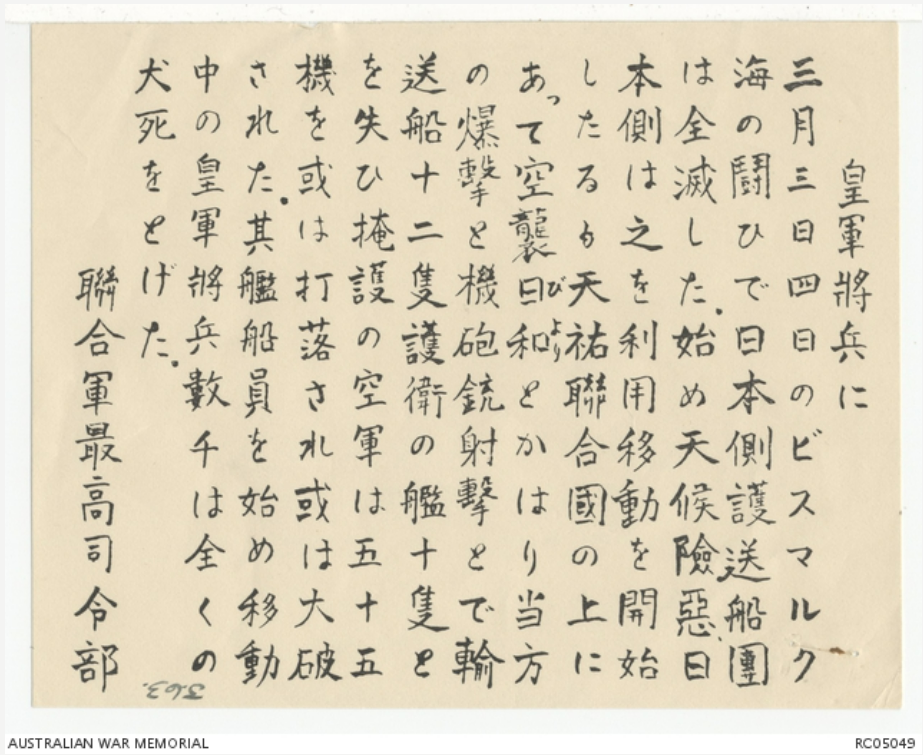 皇軍將兵に
三月三日四日のビスマルク
海の鬪ひで日本側護送船團
は全滅した。始め天候險惡、日
本側は之を利用移動を開始
したるも天祐聯合國の上に
あって空襲日和とかはり当方
びより
の爆擊と機砲銃射擊とで輸
送船十二隻護衛の艦十隻と
を失ひ掩護の空軍は五十五
機を或は打落され或は大破
された。其艦船員を始め移動
中の皇軍將兵數千は全くの
犬死をとげた。
聯合軍最高司令部
363.
AUSTRALIAN WAR MEMORIAL
RC05049